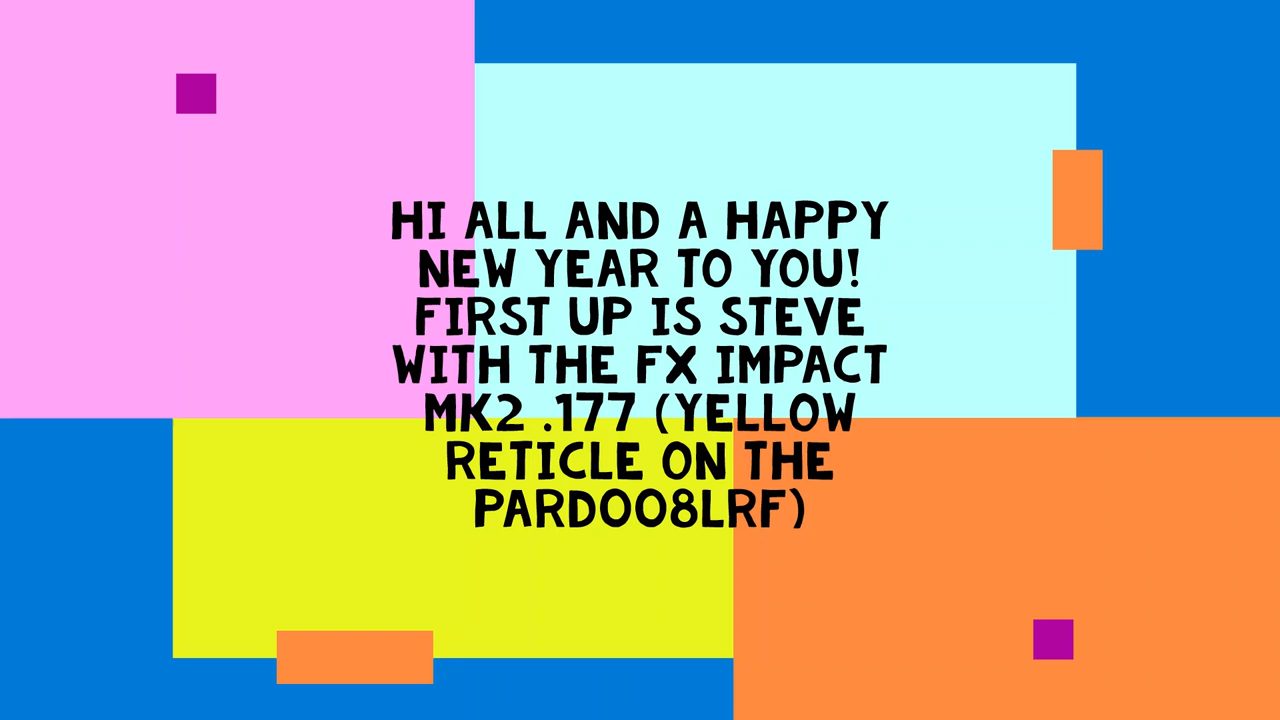 HI ALL AND A HAPPY
NEW YEAR TO YOU!
FIRST UP IS STEVE
WITH THE FX IMPACT
MK2 .177 (YELLOW
RETICLE ON THE
PARD008LRF)